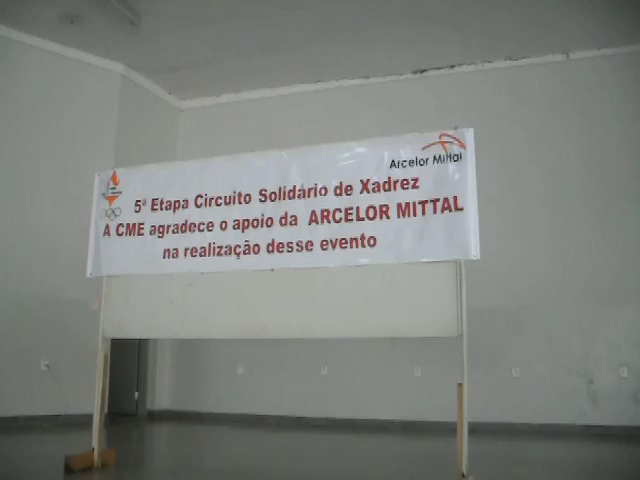 Arcelor Mittal
5ª Etapa Circuito Solidário de Xadrez
A CME agradece o apoio da ARCELOR MITTAL
na realização desse evento